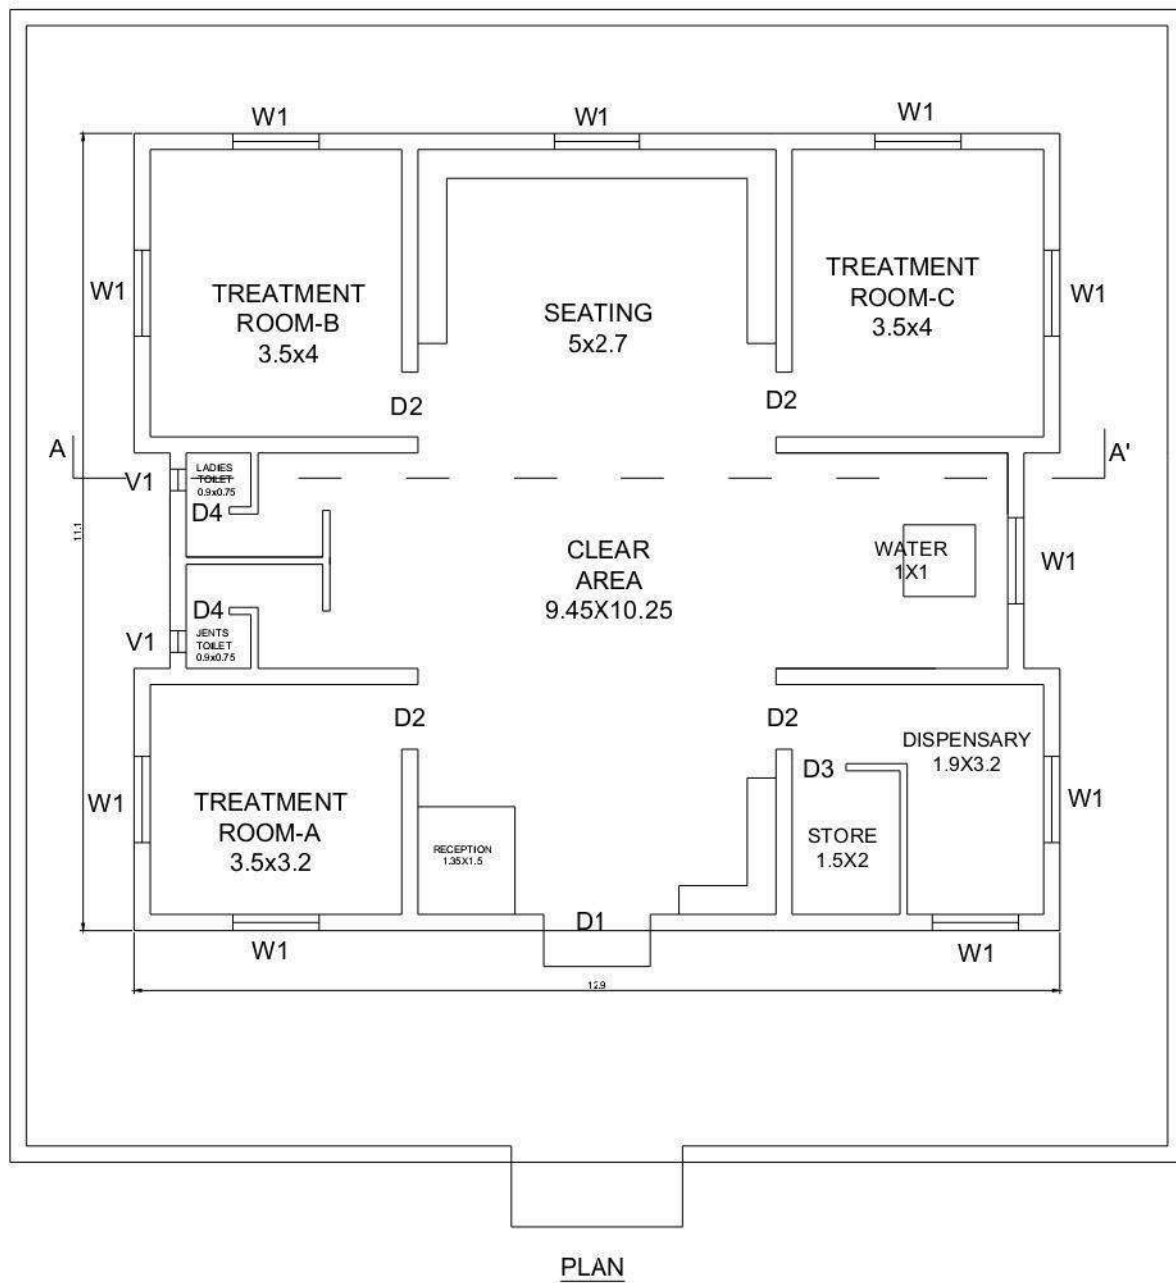 W1
W1
W1
W1
TREATMENT
ROOM-B
3.5x4
SEATING
5x2.7
TREATMENT
ROOM-C
3.5x4
W1
D2
D2
A
A'
V1
LADIES
TOILET
0.9x0.75
D4
11.1
CLEAR
AREA
9.45X10.25
WATER
1X1
W1
D4
V1
JENTS
TOILET
0.9x0.75
D2
D2
DISPENSARY
1.9X3.2
D3
W1
TREATMENT
ROOM-A
3.5x3.2
RECEPTION
1.35X1.5
STORE
1.5X2
W1
D1
W1
W1
12.9
PLAN